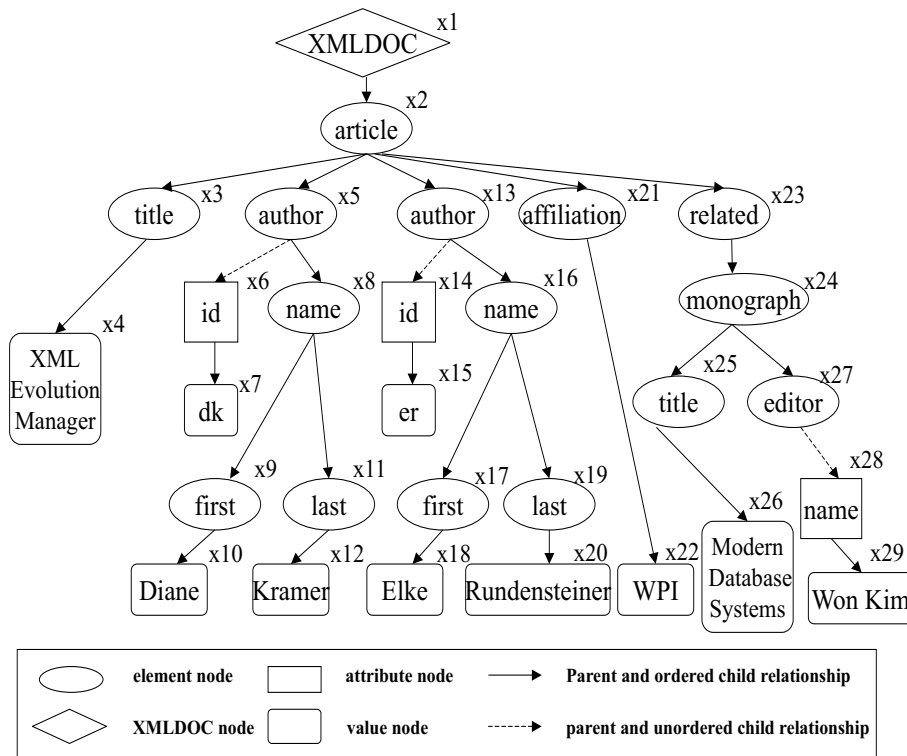 x1
XMLDOC
x2
article
x3
title
x5
author
x13
author
x21
affiliation
x23
related
x6
id
x8
name
x14
id
x16
name
x24
monograph
x4
XML
Evolution
Manager
x7
dk
x15
er
x25
title
x27
editor
x9
first
x11
last
x17
first
x19
last
x28
name
x10
Diane
x12
Kramer
x18
Elke
x20
Rundensteiner
x22
WPI
x26
Modern
Database
Systems
x29
Won Kim
element node
attribute node
Parent and ordered child relationship
XMLDOC node
value node
parent and unordered child relationship